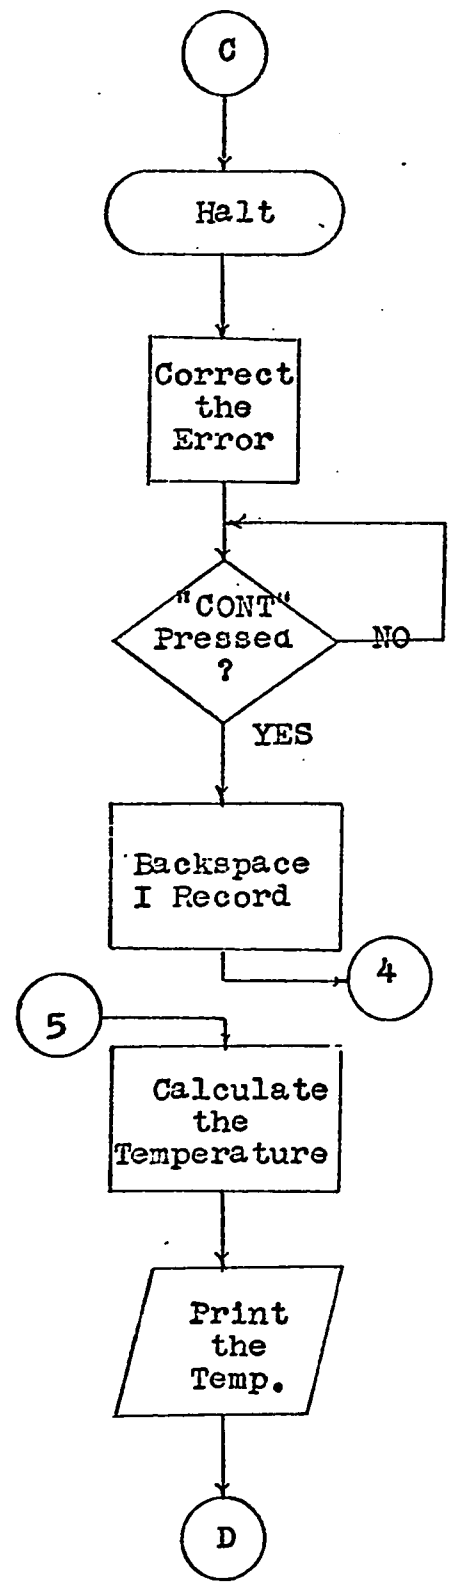 C
Halt
Correct
the
Error
"CONT"
Pressed
?
NO
YES
Backspace
I Record
4
5
Calculate
the
Temperature
Print
the
Temp.
D